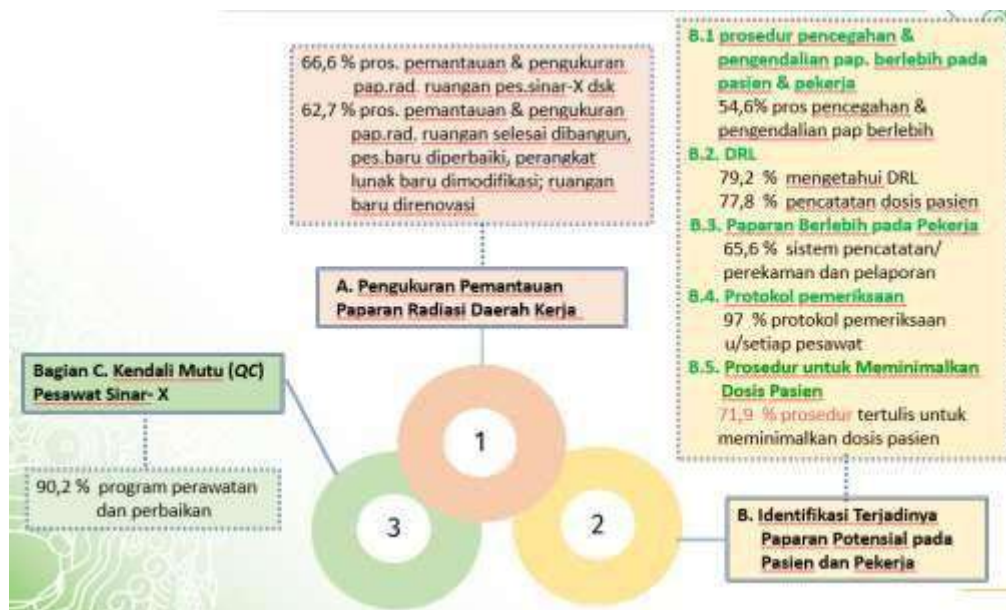 66,6 % pros. pemantauan & pengukuran
pap.rad. ruangan pes.sinar-X dsk
62,7 % pros. pemantauan & pengukuran
pap.rad. ruangan selesai dibangun,
pes.baru diperbaiki, perangkat
lunak baru dimodifikasi; ruangan
baru direnovasi
A. Pengukuran Pemantauan
Paparan Radiasi Daerah Kerja
B.1 prosedur pencegahan &
pengendalian pap. berlebih pada
pasien & pekerja
54,6% pros pencegahan &
pengendalian pap berlebih
B.2. DRL
79,2 % mengetahui DRL
77,8 % pencatatan dosis pasien
B.3. Paparan Berlebih pada Pekerja
65,6 % sistem pencatatan/
perekaman dan pelaporan
B.4. Protokol pemeriksaan
97 % protokol pemeriksaan
u/setiap pesawat
B.5. Prosedur untuk Meminimalkan
Dosis Pasien
71,9 % prosedur tertulis untuk
meminimalkan dosis pasien
B. Identifikasi Terjadinya
Paparan Potensial pada
Pasien dan Pekerja
Bagian C. Kendali Mutu (QC)
Pesawat Sinar- X
90,2 % program perawatan
dan perbaikan
1
2
3